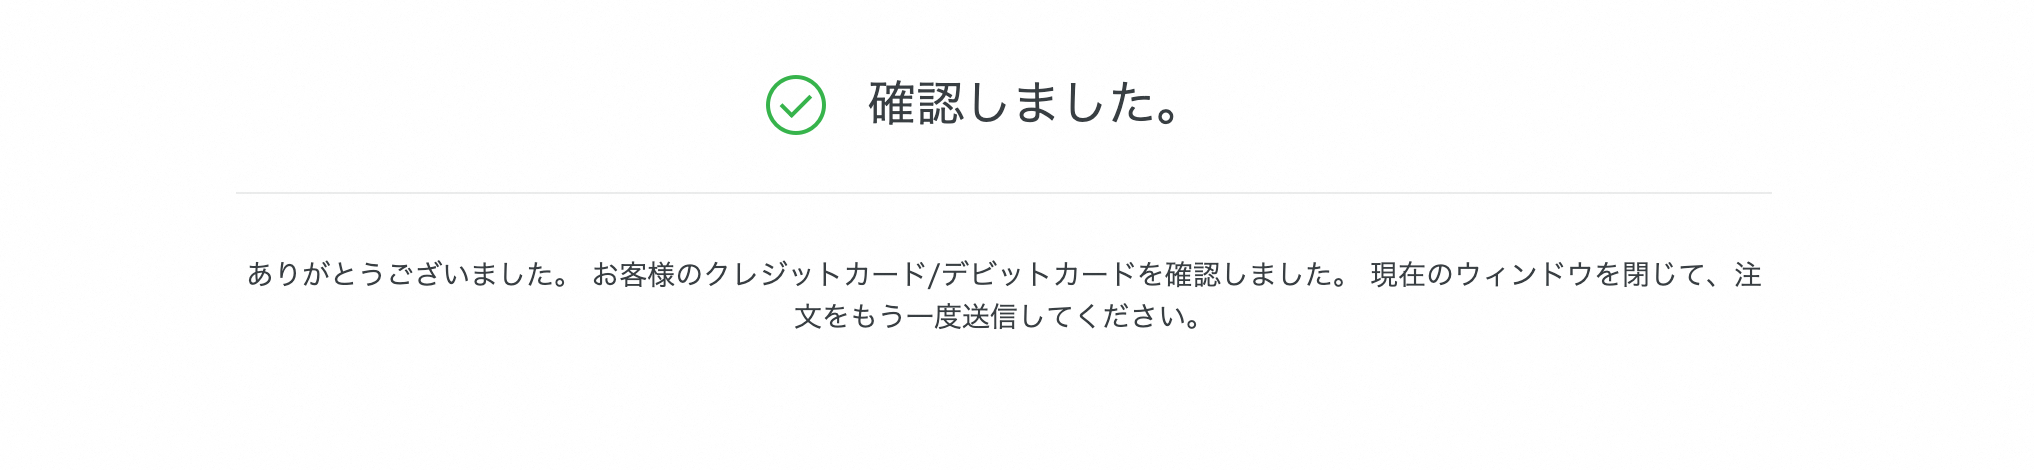 確認しました。
ありがとうございました。 お客様のクレジットカード/デビットカードを確認しました。 現在のウィンドウを閉じて、注
文をもう一度送信してください。